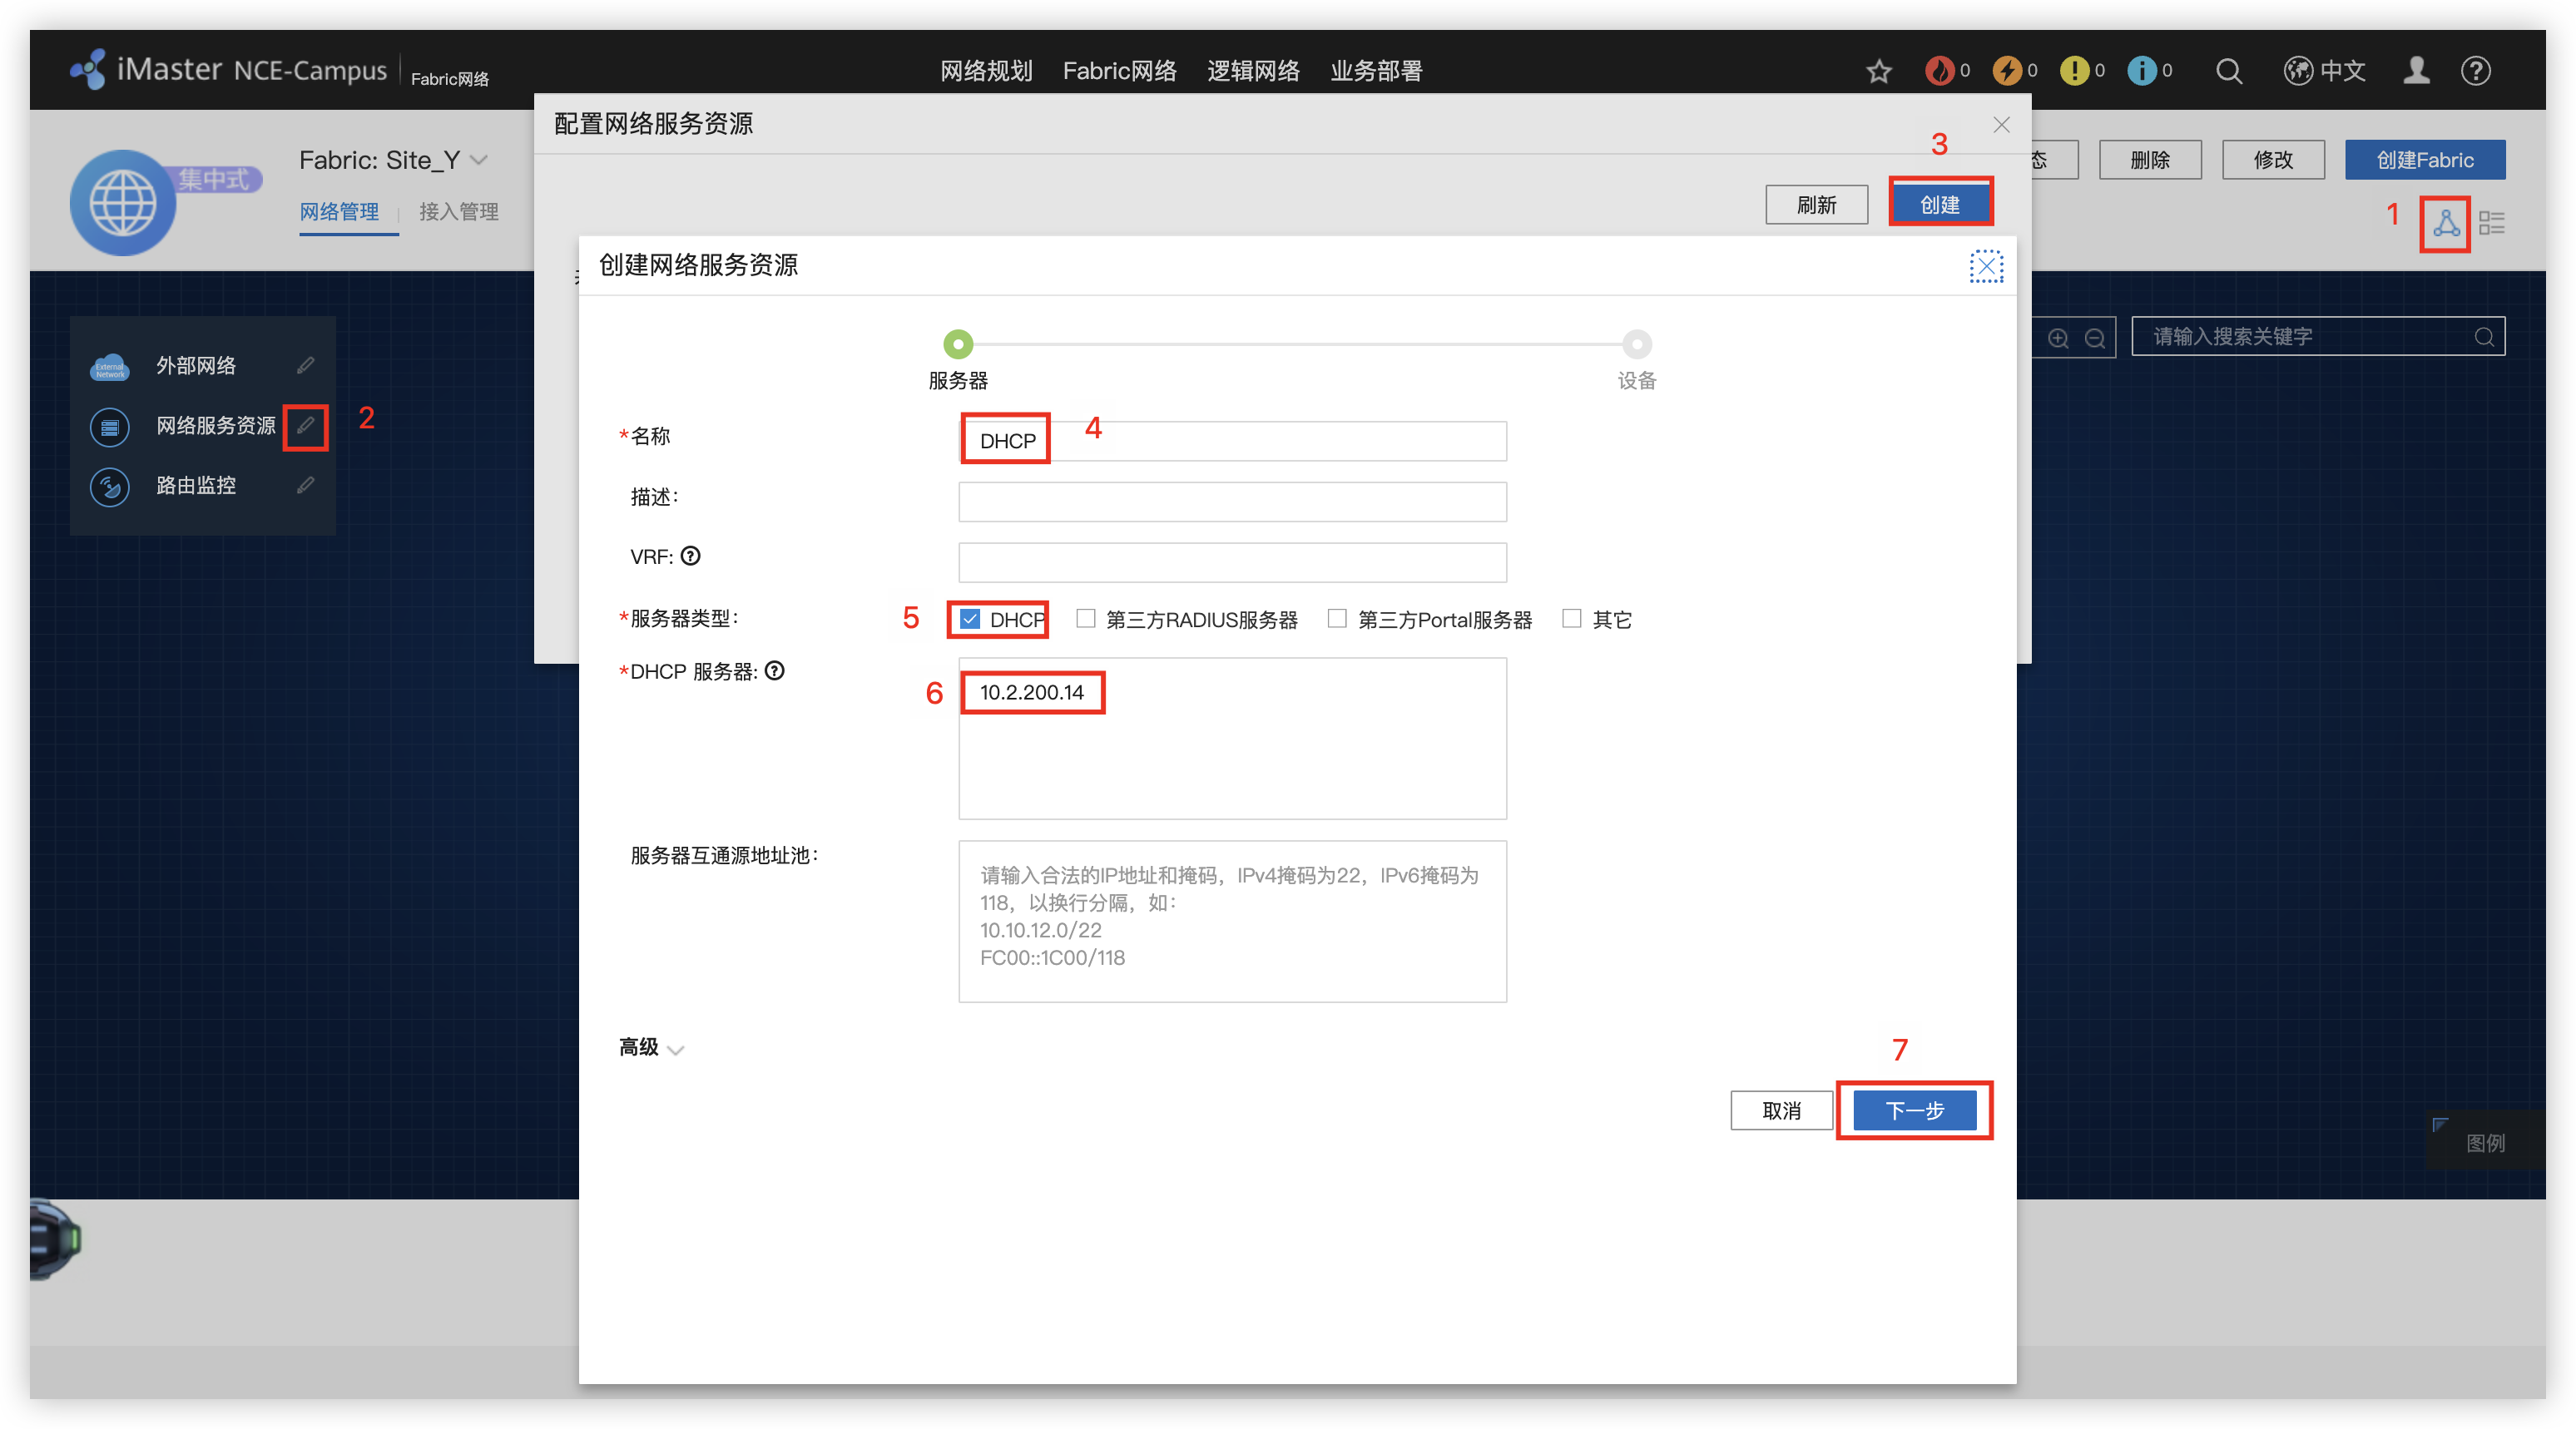 iMaster NCE-Campus Fabric网络
网络规划 Fabric网络 逻辑网络 业务部署
0 0 0 0 中文
配置网络服务资源
3
Fabric: Site_Y
集中式
网络管理 接入管理
态 删除 修改 创建Fabric
刷新 创建
1
创建网络服务资源
请输入搜索关键字
External Network
外部网络
网络服务资源
2
路由监控
服务器 设备
*名称
DHCP
4
描述:
VRF:
*服务器类型:
5
DHCP 第三方RADIUS服务器 第三方Portal服务器 其它
*DHCP 服务器:
6
10.2.200.14
服务器互通源地址池:
请输入合法的IP地址和掩码，IPv4掩码为22，IPv6掩码为
118，以换行分隔，如：
10.10.12.0/22
FC00::1C00/118
高级
7
取消 下一步
图例